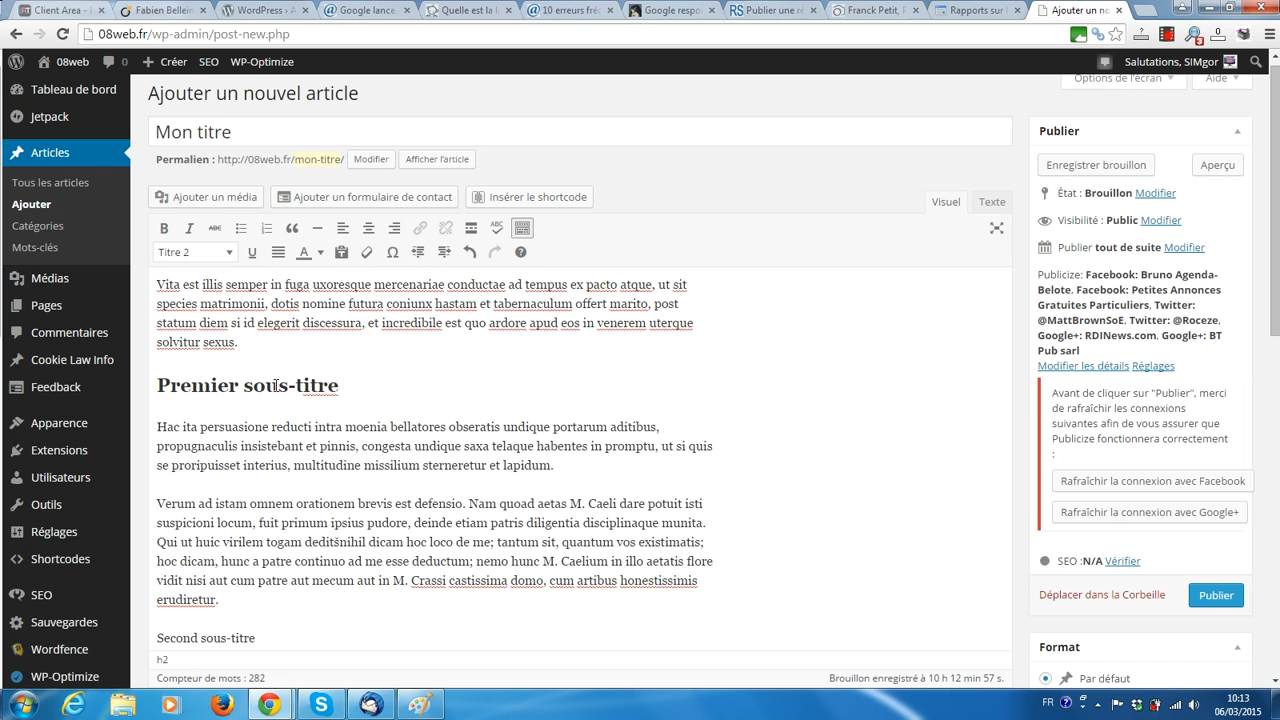 Client Area - I
Fabien Bellein
WordPress › A
Google lance
Quelle est la l
10 erreurs fré
Google respo
Publier une ré
Franck Petit, F
Rapports sur l
Ajouter un no
08web.fr/wp-admin/post-new.php
08web 0 Créer SEO WP-Optimize Salutations, SIMgor
Tableau de bord
Jetpack
Articles
Tous les articles
Ajouter
Catégories
Mots-clés
Médias
Pages
Commentaires
Cookie Law Info
Feedback
Apparence
Extensions
Utilisateurs
Outils
Réglages
Shortcodes
SEO
Sauvegardes
Wordfence
WP-Optimize
Options de l'écran Aide
Ajouter un nouvel article
Mon titre
Permalien : http://08web.fr/mon-titre/ Modifier Afficher l'article
Ajouter un média Ajouter un formulaire de contact Insérer le shortcode
Visuel Texte
Titre 2
Vita est illis semper in fuga uxoresque mercenariae conductae ad tempus ex pacto atque, ut sit
species matrimonii, dotis nomine futura coniunx hastam et tabernaculum offert marito, post
statum diem si id elegerit discessura, et incredibile est quo ardore apud eos in venerem uterque
solvitur sexus.
Premier sous-titre
Hac ita persuasione reducti intra moenia bellatores obseratis undique portarum aditibus,
propugnaculis insistebant et pinnis, congesta undique saxa telaque habentes in promptu, ut si quis
se proripuisset interius, multitudine missilium sterneretur et lapidum.
Verum ad istam omnem orationem brevis est defensio. Nam quoad aetas M. Caeli dare potuit isti
suspicioni locum, fuit primum ipsius pudore, deinde etiam patris diligentia disciplinaque munita.
Qui ut huic virilem togam deditšnihil dicam hoc loco de me; tantum sit, quantum vos existimatis;
hoc dicam, hunc a patre continuo ad me esse deductum; nemo hunc M. Caelium in illo aetatis flore
vidit nisi aut cum patre aut mecum aut in M. Crassi castissima domo, cum artibus honestissimis
erudiretur.
Second sous-titre
h2
Compteur de mots : 282 Brouillon enregistré à 10 h 12 min 57 s.
Publier
Enregistrer brouillon Aperçu
État : Brouillon Modifier
Visibilité : Public Modifier
Publier tout de suite Modifier
Publicize: Facebook: Bruno Agenda-
Belote, Facebook: Petites Annonces
Gratuites Particuliers, Twitter:
@MattBrownSoE, Twitter: @Roceze,
Google+: RDINews.com, Google+: BT
Pub sarl
Modifier les détails Réglages
Avant de cliquer sur "Publier", merci
de rafraîchir les connexions
suivantes afin de vous assurer que
Publicize fonctionnera correctement
:
Rafraîchir la connexion avec Facebook
Rafraîchir la connexion avec Google+
SEO :N/A Vérifier
Déplacer dans la Corbeille Publier
Format
Par défaut
FR 10:13
06/03/2015